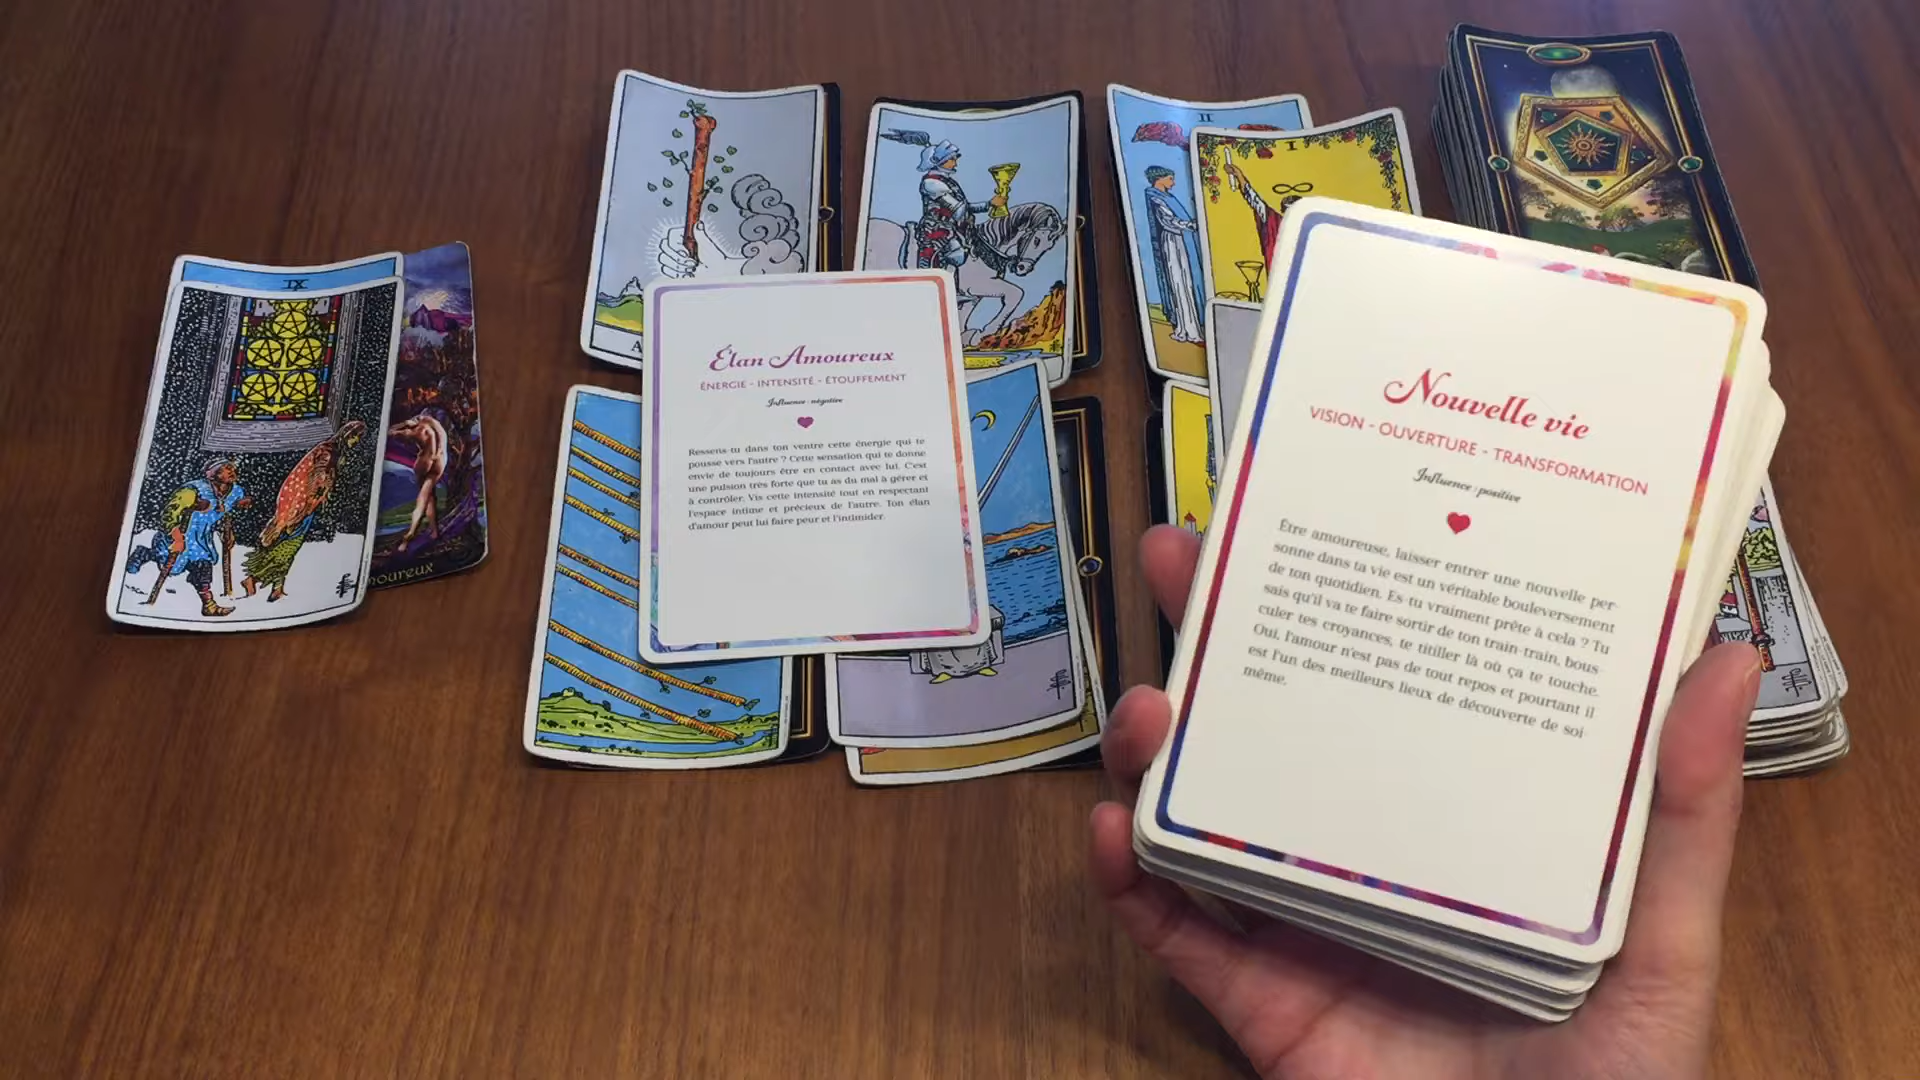 IX
moureux
A
II
I
Élan Amoureux
ÉNERGIE - INTENSITÉ - ÉTOUFFEMENT
Influence : négative
Ressens-tu dans ton ventre cette énergie qui te
pousse vers l'autre ? Cette sensation qui te donne
envie de toujours être en contact avec lui. C'est
une pulsion très forte que tu as du mal à gérer et
à contrôler. Vis cette intensité tout en respectant
l'espace intime et précieux de l'autre. Ton élan
d'amour peut lui faire peur et l'intimider.
Nouvelle vie
VISION - OUVERTURE - TRANSFORMATION
Influence : positive
Être amoureuse, laisser entrer une nouvelle per-
sonne dans ta vie est un véritable bouleversement
de ton quotidien. Es-tu vraiment prête à cela ? Tu
sais qu'il va te faire sortir de ton train-train, bous-
culer tes croyances, te titiller là où ça te touche.
Oui, l'amour n'est pas de tout repos et pourtant il
est l'un des meilleurs lieux de découverte de soi-
même.